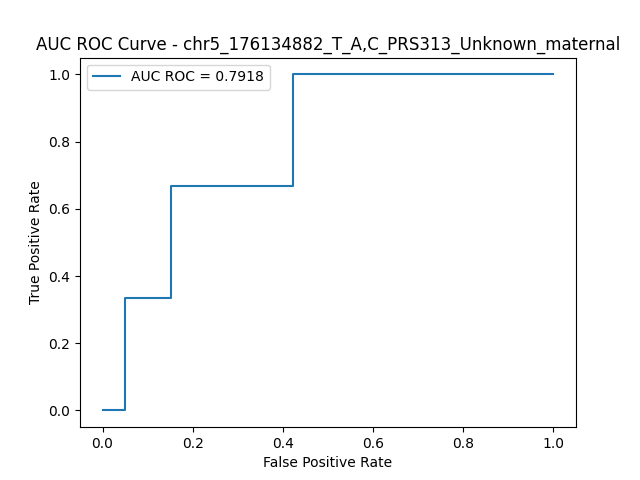 AUC ROC Curve - chr5_176134882_T_A,C_PRS313_Unknown_maternal
AUC ROC = 0.7918
1.0
0.8
0.6
0.4
0.2
0.0
True Positive Rate
0.0 0.2 0.4 0.6 0.8 1.0
False Positive Rate